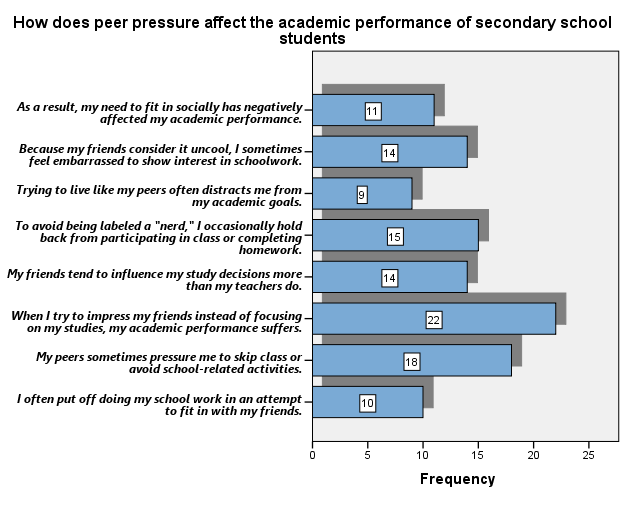 How does peer pressure affect the academic performance of secondary school
students
As a result, my need to fit in socially has negatively
affected my academic performance.
11
Because my friends consider it uncool, I sometimes
feel embarrassed to show interest in schoolwork.
14
Trying to live like my peers often distracts me from
my academic goals.
9
To avoid being labeled a "nerd," I occasionally hold
back from participating in class or completing
homework.
15
My friends tend to influence my study decisions more
than my teachers do.
14
When I try to impress my friends instead of focusing
on my studies, my academic performance suffers.
22
My peers sometimes pressure me to skip class or
avoid school-related activities.
18
I often put off doing my school work in an attempt
to fit in with my friends.
10
0 5 10 15 20 25
Frequency